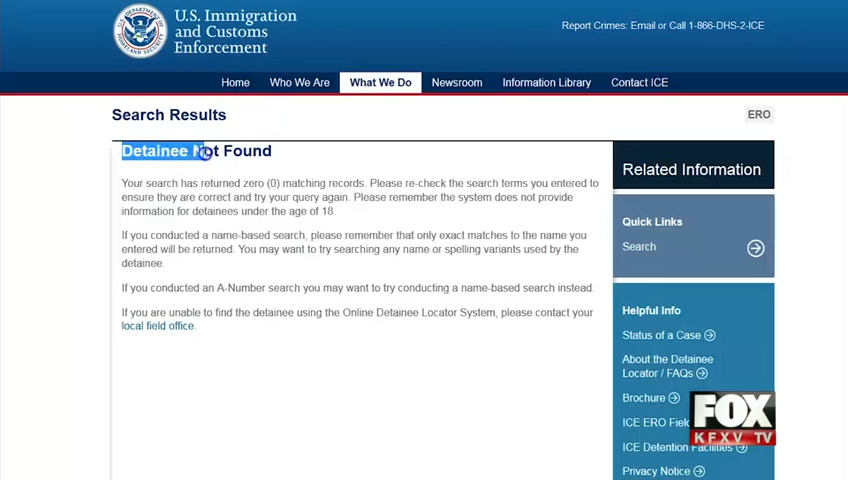 U.S. Immigration
and Customs
Enforcement
Report Crimes: Email or Call 1-866-DHS-2-ICE
Home Who We Are What We Do Newsroom Information Library Contact ICE
Search Results
ERO
Detainee Not Found
Your search has returned zero (0) matching records. Please re-check the search terms you entered to
ensure they are correct and try your query again. Please remember the system does not provide
information for detainees under the age of 18.
If you conducted a name-based search, please remember that only exact matches to the name you
entered will be returned. You may want to try searching any name or spelling variants used by the
detainee.
If you conducted an A-Number search you may want to try conducting a name-based search instead.
If you are unable to find the detainee using the Online Detainee Locator System, please contact your
local field office.
Related Information
Quick Links
Search
Helpful Info
Status of a Case
About the Detainee
Locator / FAQs
Brochure
ICE ERO
ICE Detention Facilities
Privacy Notice
FOX
KFXV TV